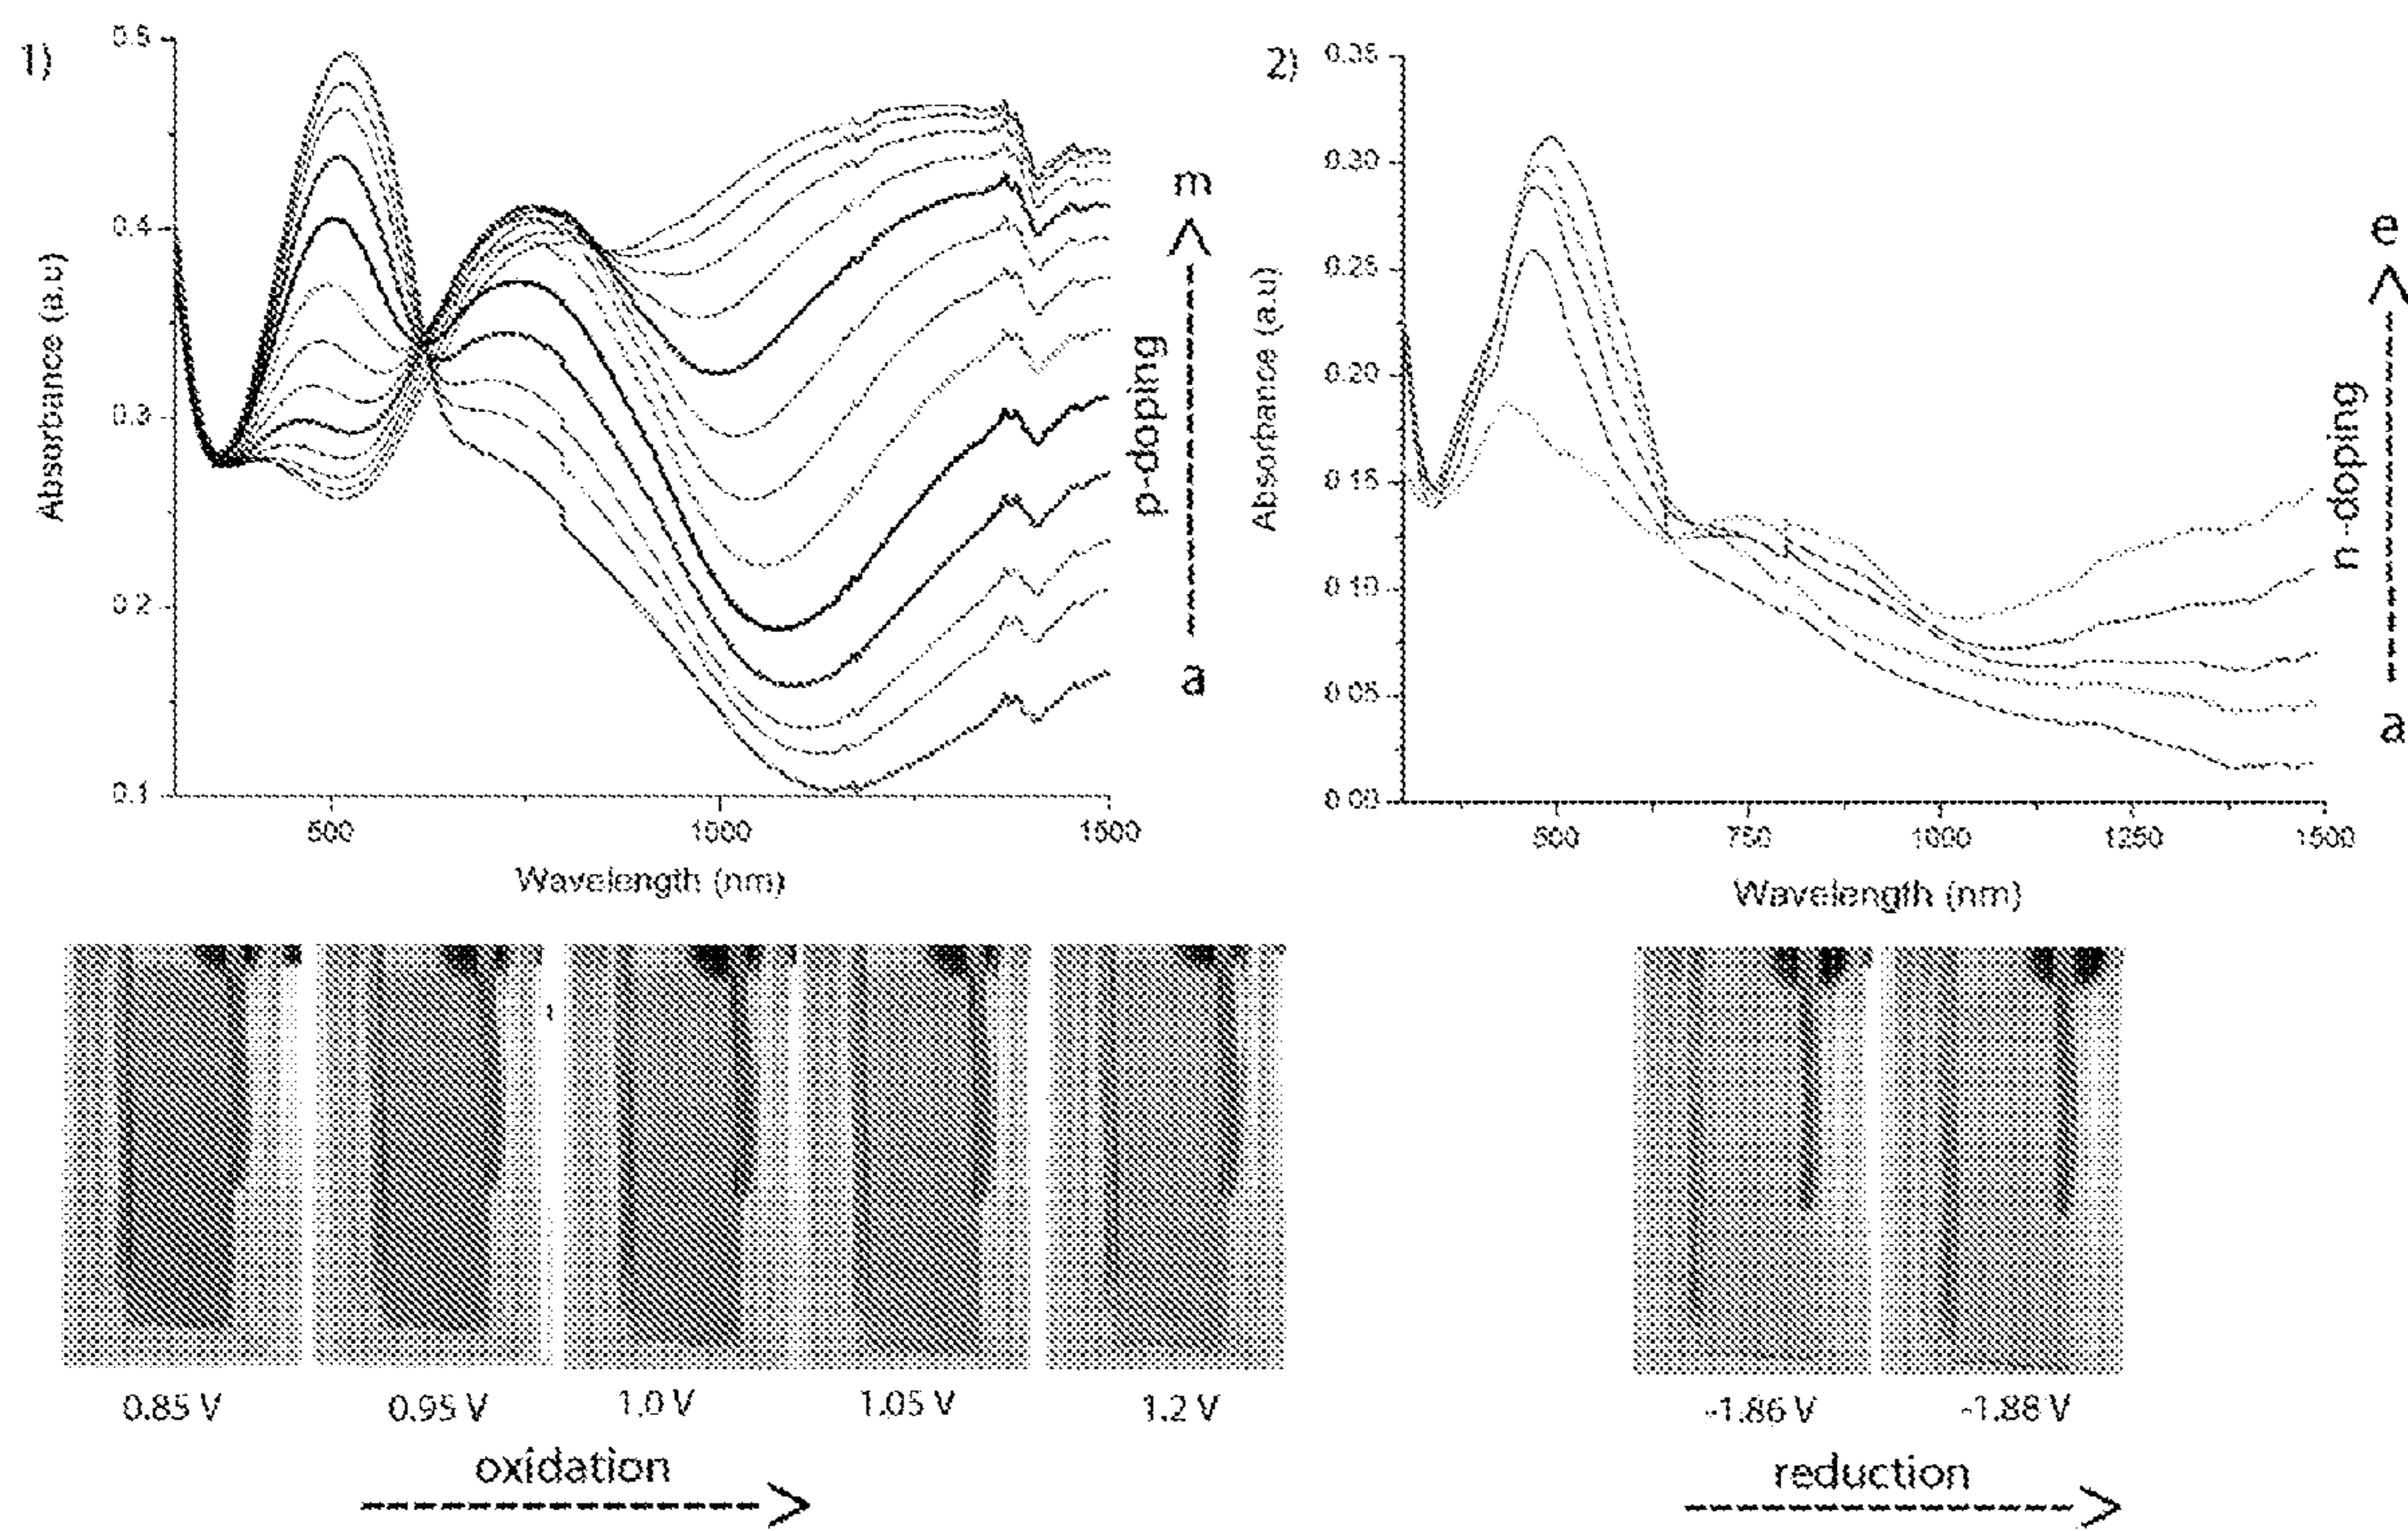 1)
0.5
0.4
0.3
0.2
0.1
Absorbance (a.u)
500
1000
1500
Wavelength (nm)
m
p-doping
a
2)
0.35
0.30
0.25
0.20
0.15
0.10
0.05
0.00
Absorbance (a.u)
500
750
1000
1250
1500
Wavelength (nm)
e
n-doping
a
0.85 V
0.95 V
1.0 V
1.05 V
1.2 V
oxidation
-1.86 V
-1.88 V
reduction